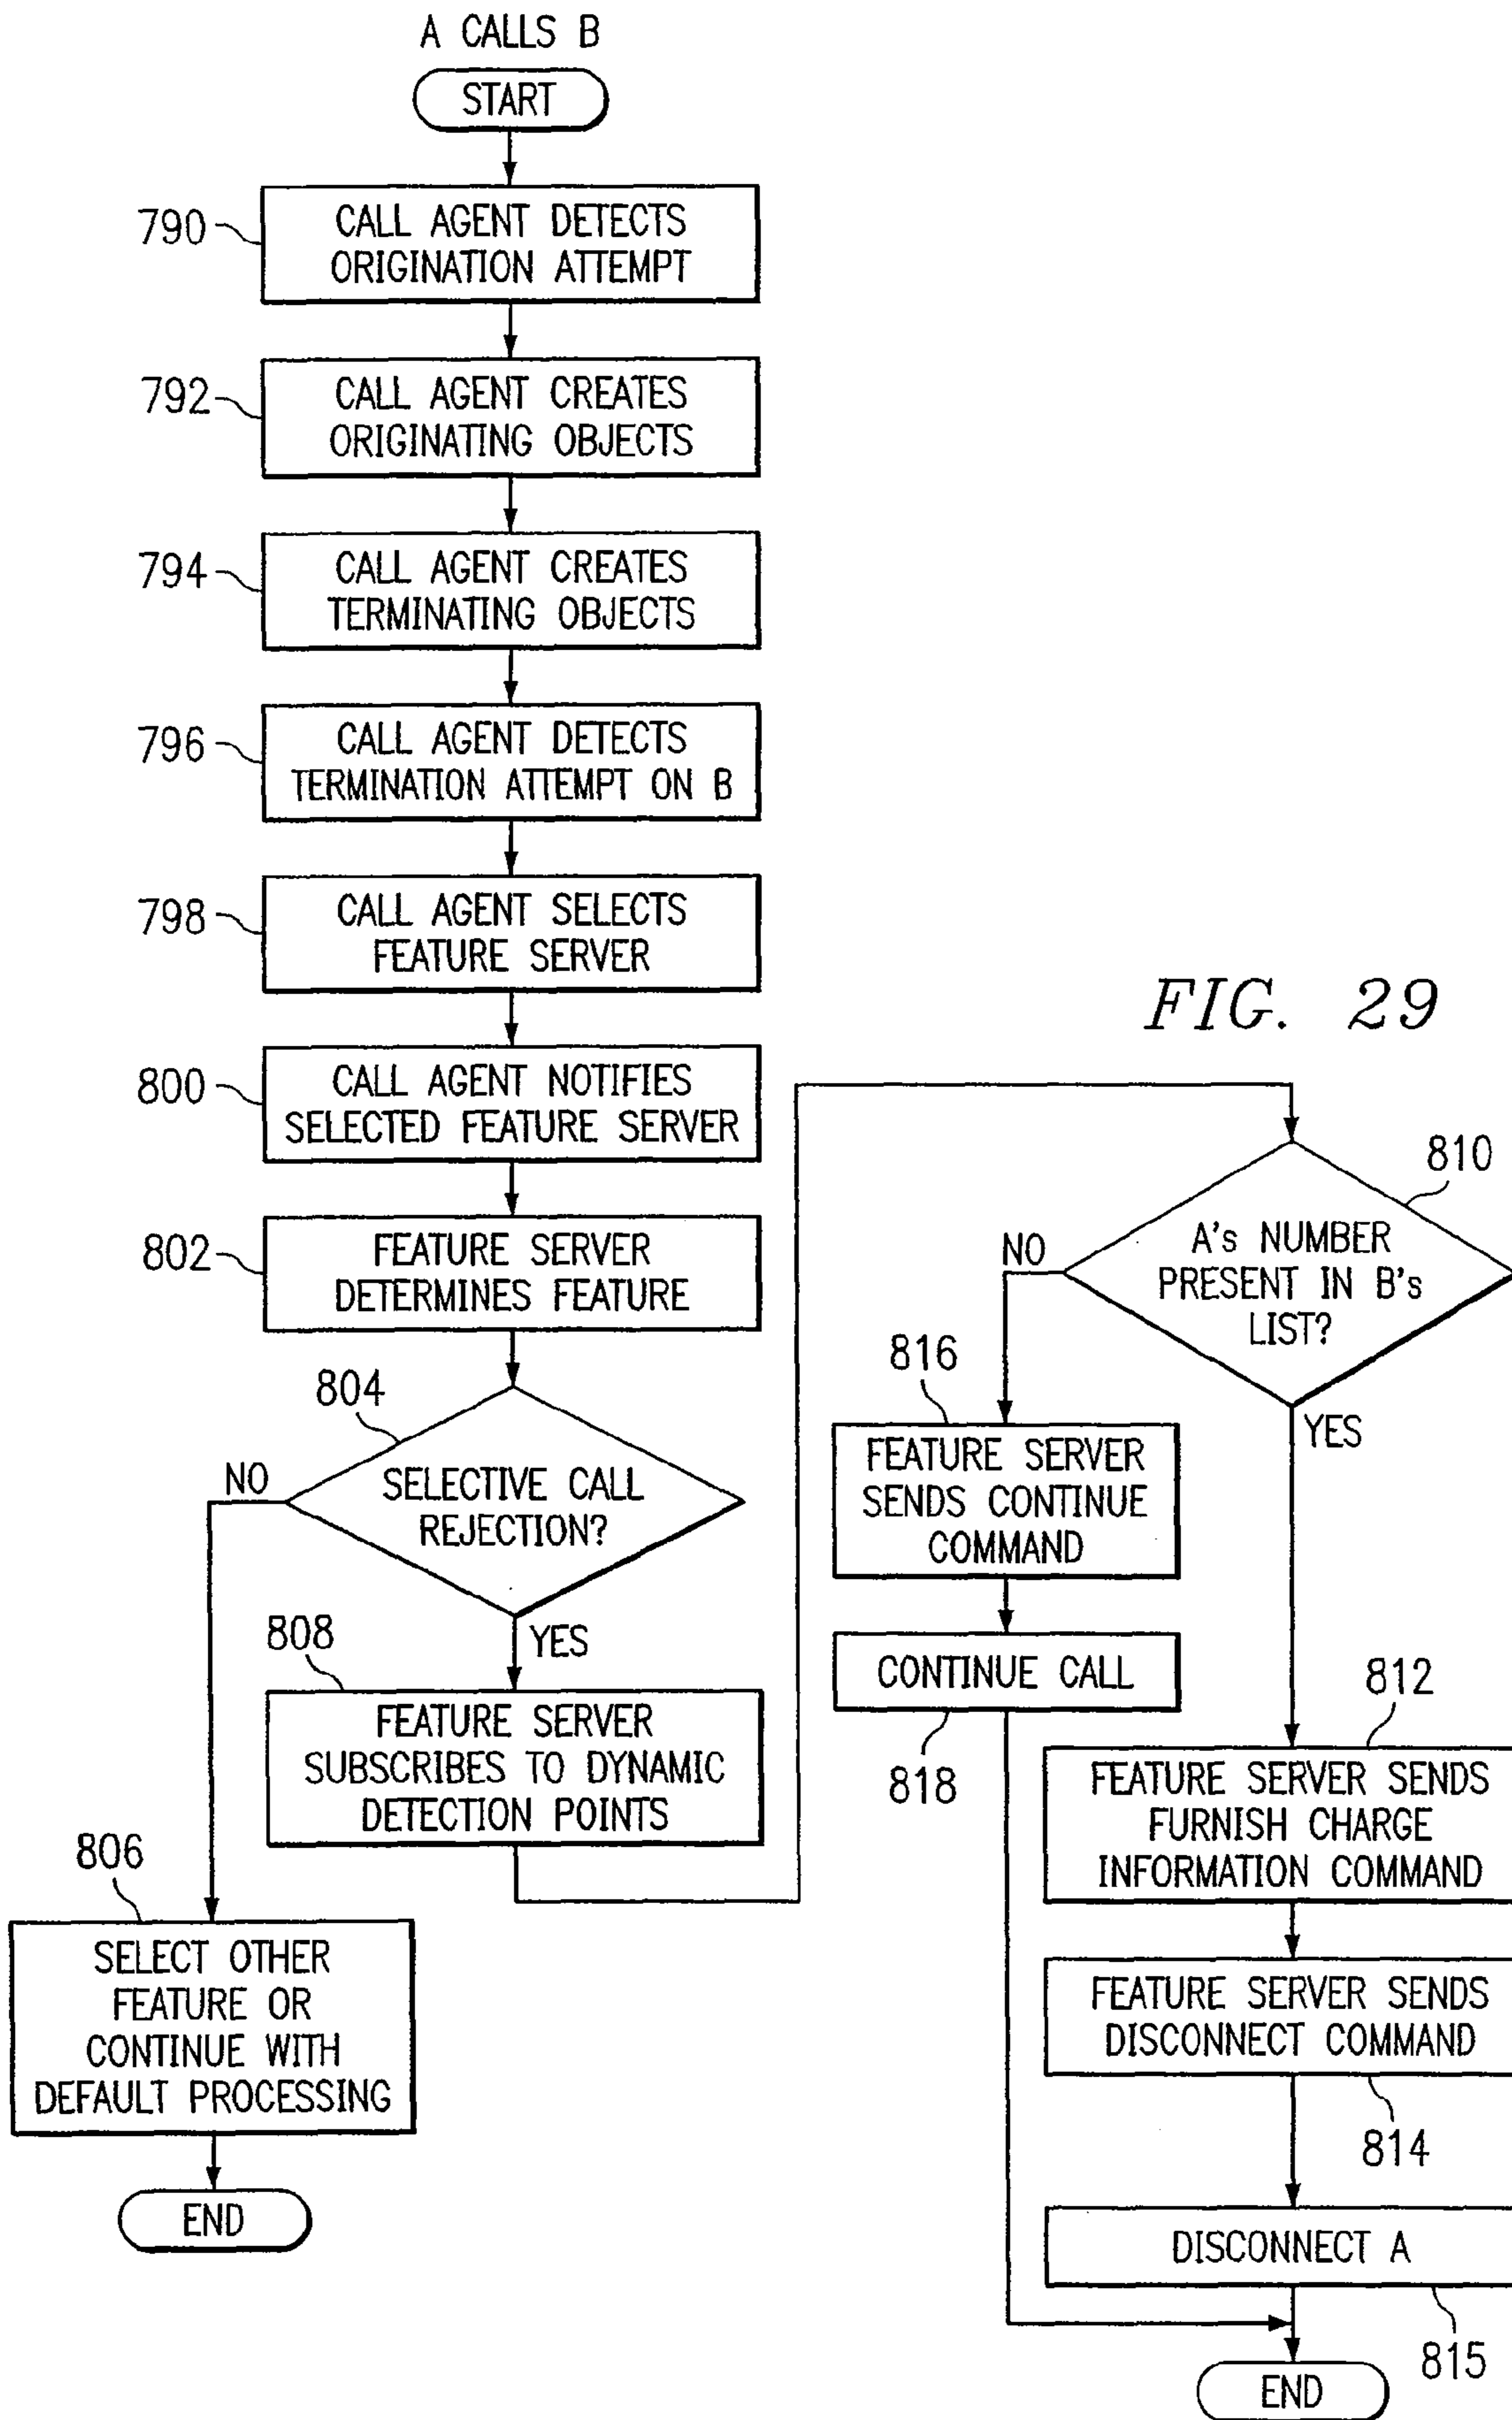 A CALLS B
START
790
CALL AGENT DETECTS
ORIGINATION ATTEMPT
792
CALL AGENT CREATES
ORIGINATING OBJECTS
794
CALL AGENT CREATES
TERMINATING OBJECTS
796
CALL AGENT DETECTS
TERMINATION ATTEMPT ON B
798
CALL AGENT SELECTS
FEATURE SERVER
800
CALL AGENT NOTIFIES
SELECTED FEATURE SERVER
802
FEATURE SERVER
DETERMINES FEATURE
804
NO
SELECTIVE CALL
REJECTION?
YES
808
FEATURE SERVER
SUBSCRIBES TO DYNAMIC
DETECTION POINTS
806
SELECT OTHER
FEATURE OR
CONTINUE WITH
DEFAULT PROCESSING
END
FIG. 29
810
NO
A's NUMBER
PRESENT IN B's
LIST?
YES
816
FEATURE SERVER
SENDS CONTINUE
COMMAND
CONTINUE CALL
818
812
FEATURE SERVER SENDS
FURNISH CHARGE
INFORMATION COMMAND
FEATURE SERVER SENDS
DISCONNECT COMMAND
814
DISCONNECT A
815
END